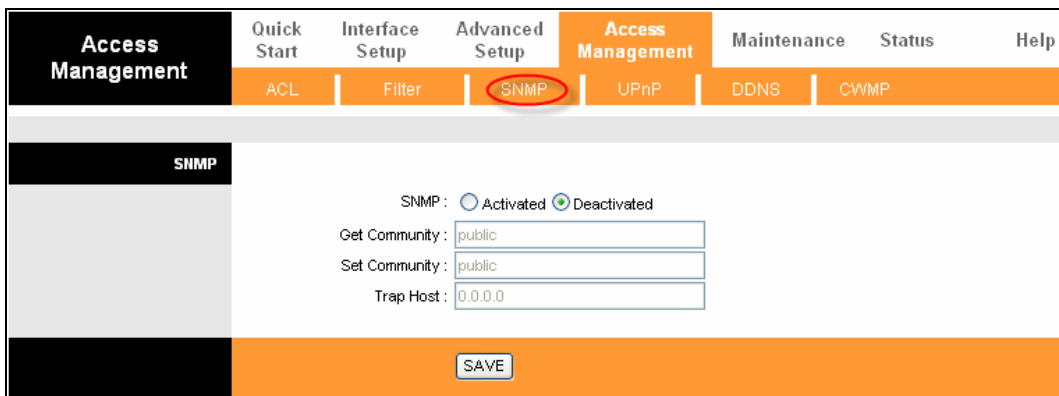 Access Management
Quick Start
Interface Setup
Advanced Setup
Access Management
Maintenance
Status
Help
ACL
Filter
SNMP
UPnP
DDNS
CWMP
SNMP
SNMP : Activated Deactivated
Get Community : public
Set Community : public
Trap Host : 0.0.0.0
SAVE